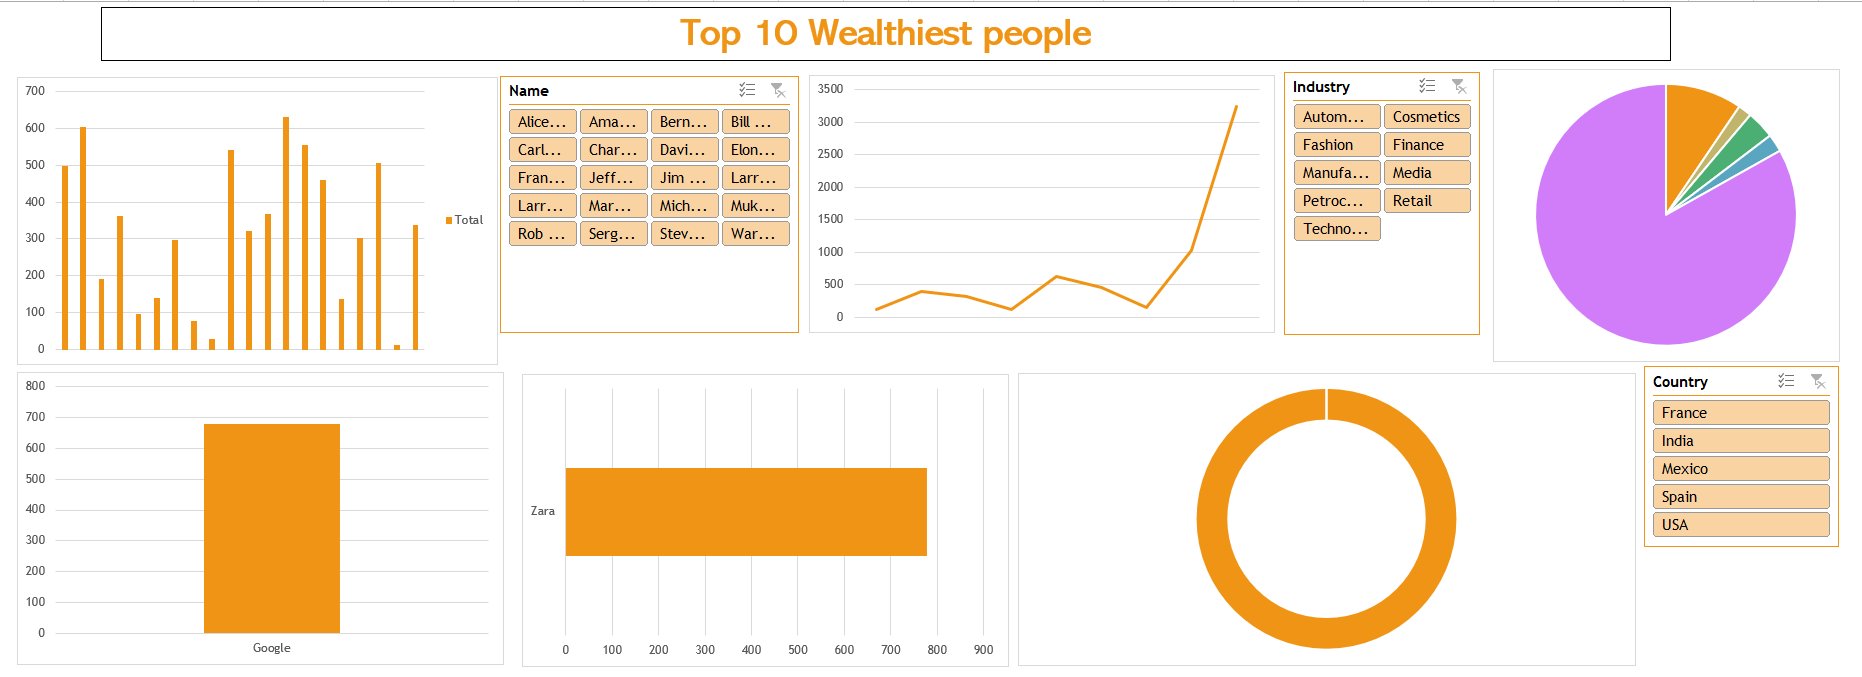 Top 10 Wealthiest people
700
600
500
400
300
200
100
0
Total
Name
Alice... Ama... Bern... Bill ...
Carl... Char... Davi... Elon...
Fran... Jeff... Jim ... Larr...
Larr... Mar... Mich... Muk...
Rob ... Serg... Stev... War...
3500
3000
2500
2000
1500
1000
500
0
Industry
Autom... Cosmetics
Fashion Finance
Manufa... Media
Petroc... Retail
Techno...
800
700
600
500
400
300
200
100
0
Google
Zara
0 100 200 300 400 500 600 700 800 900
Country
France
India
Mexico
Spain
USA